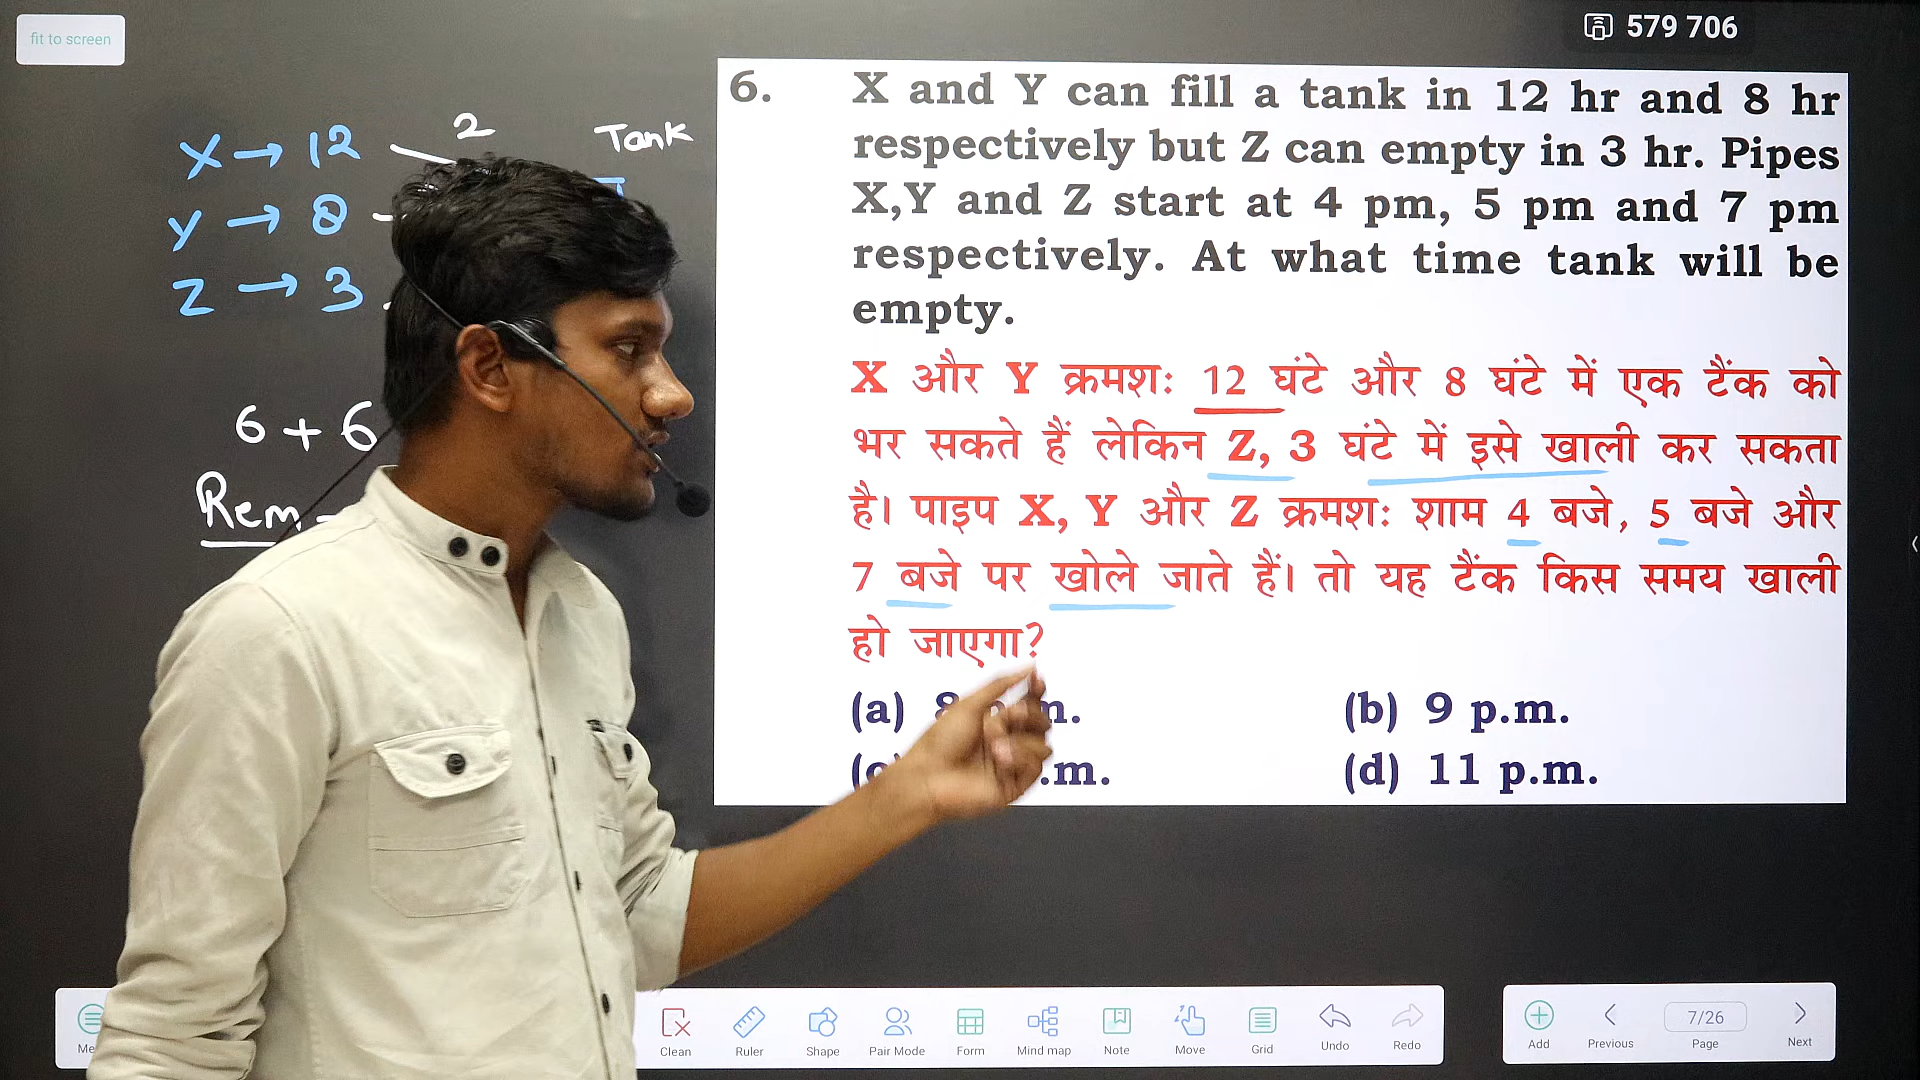 fit to screen
579 706
X → 12
2
Tank
Y → 8
Z → 3
6 + 6
Rem
6. X and Y can fill a tank in 12 hr and 8 hr
respectively but Z can empty in 3 hr. Pipes
X,Y and Z start at 4 pm, 5 pm and 7 pm
respectively. At what time tank will be
empty.
X और Y क्रमशः 12 घंटे और 8 घंटे में एक टैंक को
भर सकते हैं लेकिन Z, 3 घंटे में इसे खाली कर सकता
है। पाइप X, Y और Z क्रमशः शाम 4 बजे, 5 बजे और
7 बजे पर खोले जाते हैं। तो यह टैंक किस समय खाली
हो जाएगा?
(a) (b) 9 p.m.
(d) 11 p.m.
Clean Ruler Shape Pair Mode Form Mind map Note Move Grid Undo Redo
7/26
Add Previous Page Next